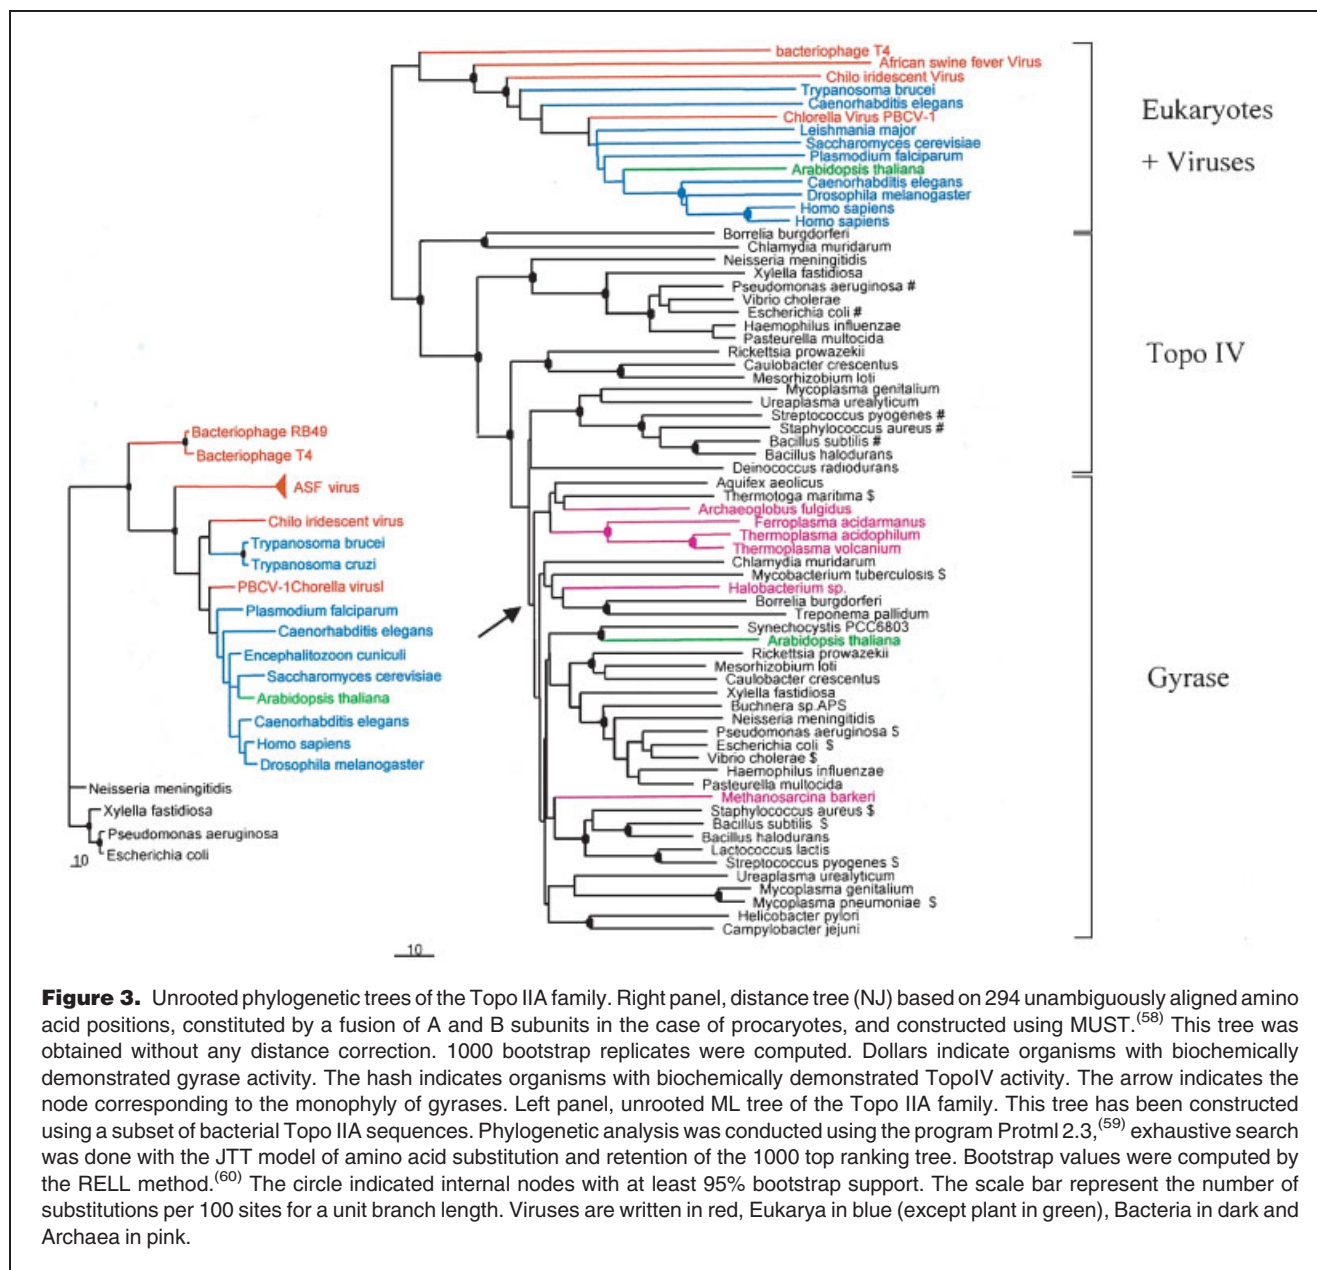 bacteriophage T4
African swine fever Virus
Chilo iridescent Virus
Trypanosoma brucei
Caenorhabditis elegans
Chlorella Virus PBCV-1
Leishmania major
Saccharomyces cerevisiae
Plasmodium falciparum
Arabidopsis thaliana
Caenorhabditis elegans
Drosophila melanogaster
Homo sapiens
Homo sapiens
Eukaryotes
+ Viruses
Borrelia burgdorferi
Chlamydia muridarum
Neisseria meningitidis
Xylella fastidiosa
Pseudomonas aeruginosa #
Vibrio cholerae
Escherichia coli #
Haemophilus influenzae
Pasteurella multocida
Rickettsia prowazekii
Caulobacter crescentus
Mesorhizobium loti
Mycoplasma genitalium
Ureaplasma urealyticum
Streptococcus pyogenes #
Staphylococcus aureus #
Bacillus subtilis #
Bacillus halodurans
Deinococcus radiodurans
Topo IV
Aquifex aeolicus
Thermotoga maritima $
Archaeoglobus fulgidus
Ferroplasma acidarmanus
Thermoplasma acidophilum
Thermoplasma volcanium
Chlamydia muridarum
Mycobacterium tuberculosis $
Halobacterium sp.
Borrelia burgdorferi
Treponema pallidum
Synechocystis PCC6803
Arabidopsis thaliana
Rickettsia prowazekii
Mesorhizobium loti
Caulobacter crescentus
Xylella fastidiosa
Buchnera sp.APS
Neisseria meningitidis
Pseudomonas aeruginosa $
Escherichia coli $
Vibrio cholerae $
Haemophilus influenzae
Pasteurella multocida
Methanosarcina barkeri
Staphylococcus aureus $
Bacillus subtilis $
Bacillus halodurans
Lactococcus lactis
Streptococcus pyogenes $
Ureaplasma urealyticum
Mycoplasma genitalium
Mycoplasma pneumoniae $
Helicobacter pylori
Campylobacter jejuni
Gyrase
10
Bacteriophage RB49
Bacteriophage T4
ASF virus
Chilo iridescent virus
Trypanosoma brucei
Trypanosoma cruzi
PBCV-1Chorella virusl
Plasmodium falciparum
Caenorhabditis elegans
Encephalitozoon cuniculi
Saccharomyces cerevisiae
Arabidopsis thaliana
Caenorhabditis elegans
Homo sapiens
Drosophila melanogaster
Neisseria meningitidis
Xylella fastidiosa
Pseudomonas aeruginosa
Escherichia coli
10
Figure 3. Unrooted phylogenetic trees of the Topo IIA family. Right panel, distance tree (NJ) based on 294 unambiguously aligned amino
acid positions, constituted by a fusion of A and B subunits in the case of procaryotes, and constructed using MUST.(58) This tree was
obtained without any distance correction. 1000 bootstrap replicates were computed. Dollars indicate organisms with biochemically
demonstrated gyrase activity. The hash indicates organisms with biochemically demonstrated TopoIV activity. The arrow indicates the
node corresponding to the monophyly of gyrases. Left panel, unrooted ML tree of the Topo IIA family. This tree has been constructed
using a subset of bacterial Topo IIA sequences. Phylogenetic analysis was conducted using the program Protml 2.3,(59) exhaustive search
was done with the JTT model of amino acid substitution and retention of the 1000 top ranking tree. Bootstrap values were computed by
the RELL method.(60) The circle indicated internal nodes with at least 95% bootstrap support. The scale bar represent the number of
substitutions per 100 sites for a unit branch length. Viruses are written in red, Eukarya in blue (except plant in green), Bacteria in dark and
Archaea in pink.